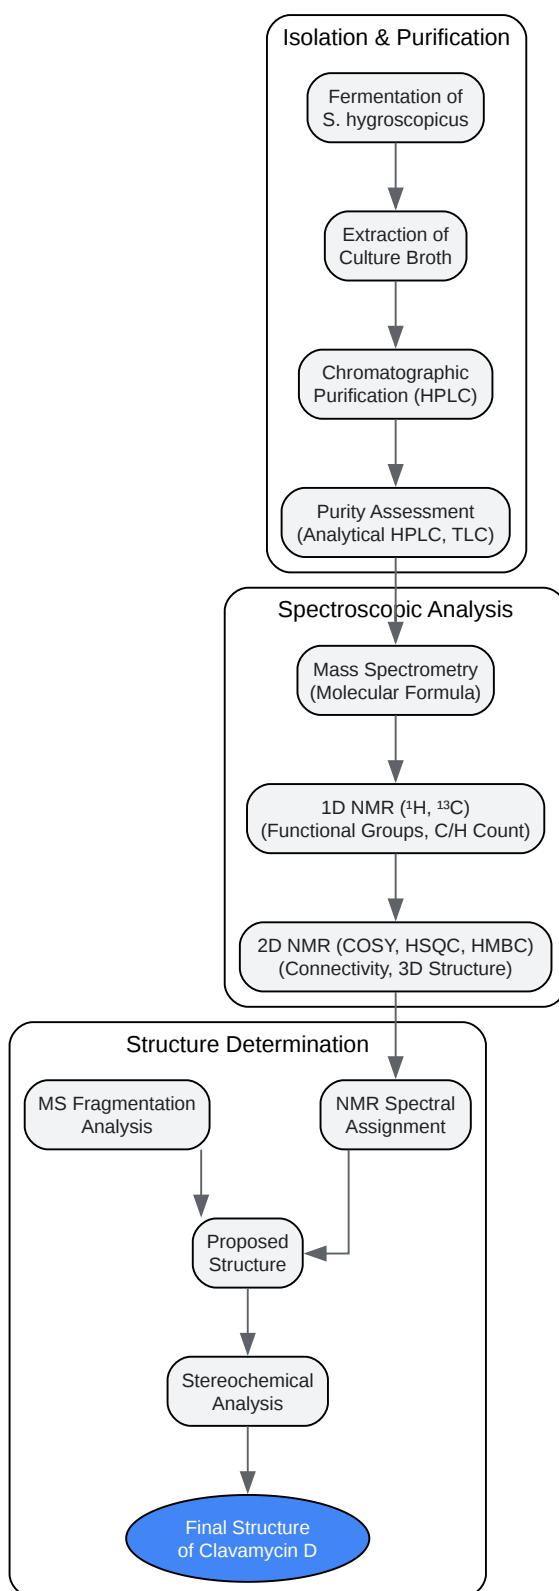 Isolation & Purification
Fermentation of
S. hygroscopicus
Extraction of
Culture Broth
Chromatographic
Purification (HPLC)
Purity Assessment
(Analytical HPLC, TLC)
Spectroscopic Analysis
Mass Spectrometry
(Molecular Formula)
1D NMR (¹H, ¹³C)
(Functional Groups, C/H Count)
2D NMR (COSY, HSQC, HMBC)
(Connectivity, 3D Structure)
Structure Determination
MS Fragmentation
Analysis
NMR Spectral
Assignment
Proposed
Structure
Stereochemical
Analysis
Final Structure
of Clavamycin D